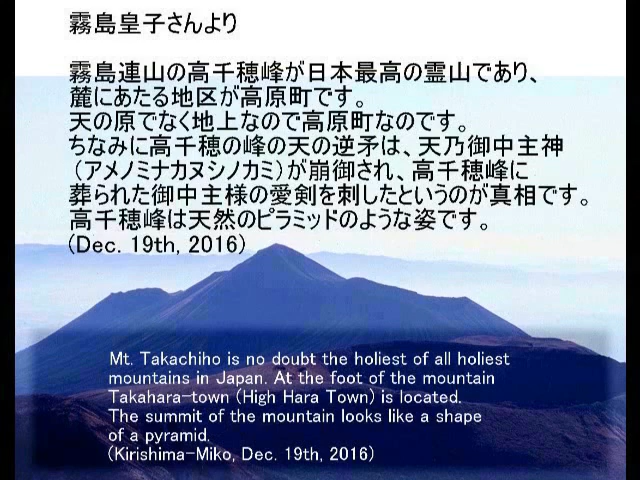 霧島皇子さんより
霧島連山の高千穂峰が日本最高の霊山であり、
麓にあたる地区が高原町です。
天の原でなく地上なので高原町なのです。
ちなみに高千穂の峰の天の逆矛は、天乃御中主神
（アメノミナカヌシノカミ）が崩御され、高千穂峰に
葬られた御中主様の愛剣を刺したというのが真相です。
高千穂峰は天然のピラミッドのような姿です。
(Dec. 19th, 2016)
Mt. Takachiho is no doubt the holiest of all holiest
mountains in Japan. At the foot of the mountain
Takahara-town (High Hara Town) is located.
The summit of the mountain looks like a shape
of a pyramid.
(Kirishima-Miko, Dec. 19th, 2016)